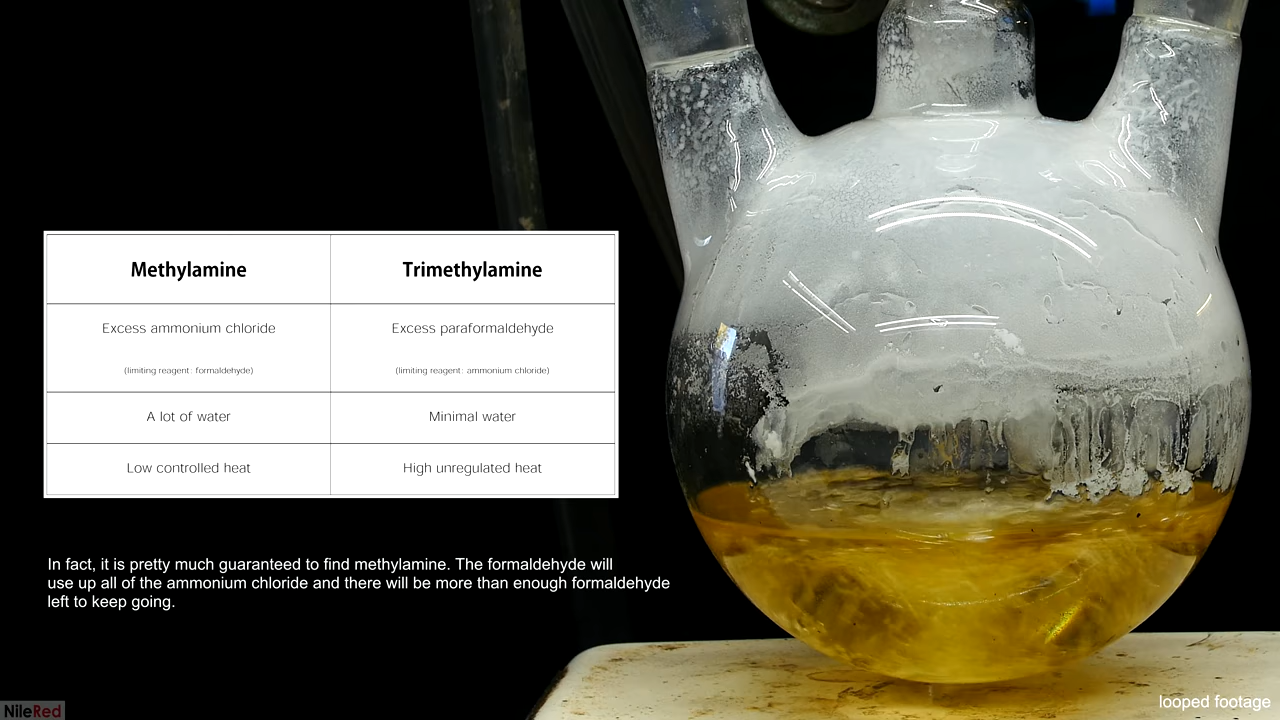 Methylamine
Trimethylamine
Excess ammonium chloride
Excess paraformaldehyde
(limiting reagent: formaldehyde)
(limiting reagent: ammonium chloride)
A lot of water
Minimal water
Low controlled heat
High unregulated heat
In fact, it is pretty much guaranteed to find methylamine. The formaldehyde will
use up all of the ammonium chloride and there will be more than enough formaldehyde
left to keep going.
NileRed
looped footage